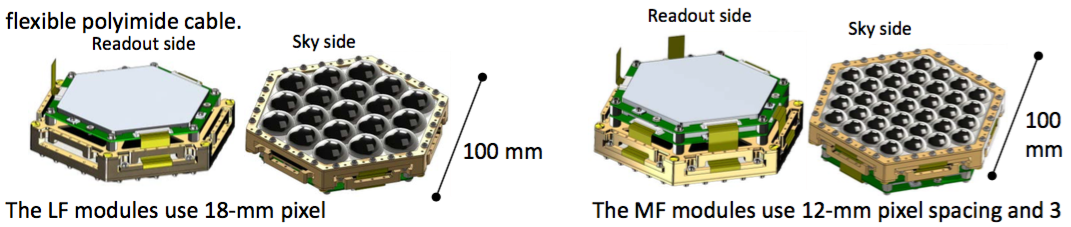 flexible polyimide cable.
Readout side
Sky side
100 mm
The LF modules use 18-mm pixel
Readout side
Sky side
100
mm
The MF modules use 12-mm pixel spacing and 3